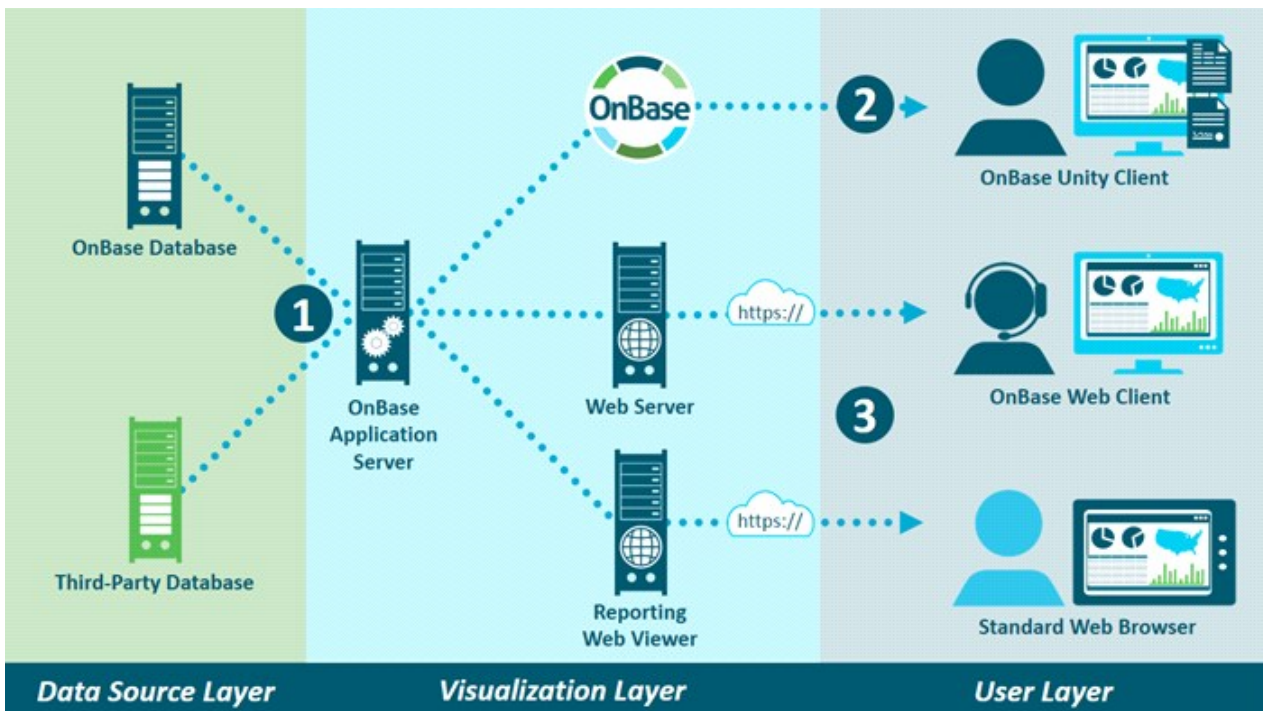 OnBase
2
OnBase Unity Client
OnBase Database
1
https://
OnBase
Application
Server
Web Server
OnBase Web Client
3
https://
Third-Party Database
Reporting
Web Viewer
Standard Web Browser
Data Source Layer
Visualization Layer
User Layer